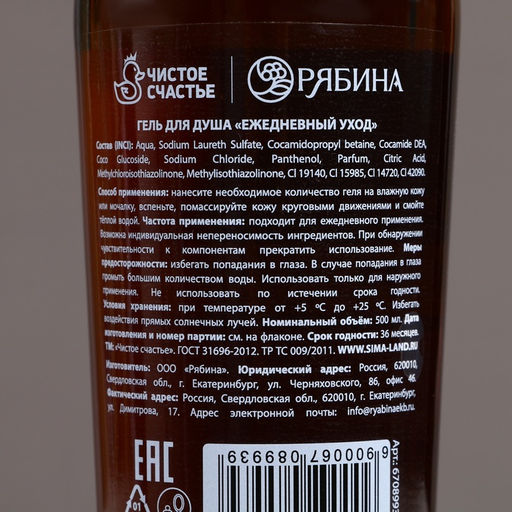 ЧИСТОЕ
СЧАСТЬЕ
РЯБИНА
ГЕЛЬ ДЛЯ ДУША «ЕЖЕДНЕВНЫЙ УХОД»
Состав (INCI): Aqua, Sodium Laureth Sulfate, Cocamidopropyl betaine, Cocamide DEA,
Coco Glucoside, Sodium Chloride, Panthenol, Parfum, Citric Acid,
Methylchloroisothiazolinone, Methylisothiazolinone, CI 19140, CI 15985, CI 14720, CI 42090.
Способ применения: нанесите необходимое количество геля на влажную кожу
или мочалку, вспеньте, помассируйте кожу круговыми движениями и смойте
тёплой водой. Частота применения: подходит для ежедневного применения.
Возможна индивидуальная непереносимость ингредиентов. При обнаружении
чувствительности к компонентам прекратить использование. Меры
предосторожности: избегать попадания в глаза. В случае попадания в глаза
промыть большим количеством воды. Использовать только для наружного
применения. Не использовать по истечении срока годности.
Условия хранения: при температуре от +5 °C до +25 °C. Избегать
воздействия прямых солнечных лучей. Номинальный объём: 500 мл. Дата
изготовления и номер партии: см. на флаконе. Срок годности: 36 месяцев.
ТМ: «Чистое счастье». ГОСТ 31696-2012. ТР ТС 009/2011. WWW.SIMA-LAND.RU
Изготовитель: ООО «Рябина». Юридический адрес: Россия, 620010,
Свердловская обл., г. Екатеринбург, ул. Черняховского, 86, офис 46.
Фактический адрес: Россия, Свердловская обл., 620010, г. Екатеринбург,
ул. Димитрова, 17. Адрес электронной почты: info@ryabinaekb.ru
EAC
01
6900067089939